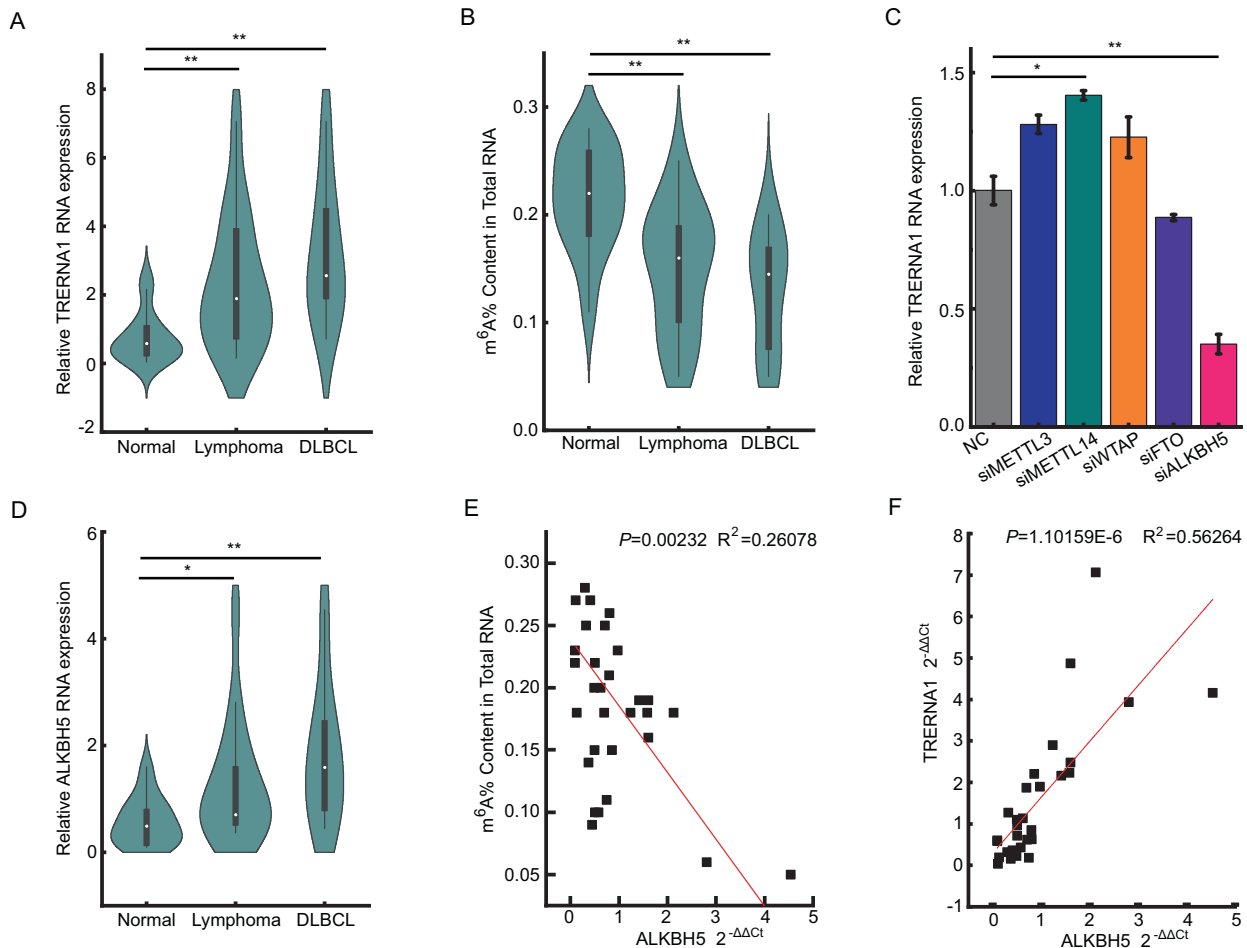 A
Relative TRERNA1 RNA expression
8
6
4
2
0
-2
**
**
Normal Lymphoma DLBCL
B
m⁶A% Content in Total RNA
0.3
0.2
0.1
0.0
**
**
Normal Lymphoma DLBCL
C
Relative TRERNA1 RNA expression
1.5
1.0
0.5
0.0
**
*
NC siMETTL3 siMETTL14 siWTAP siFTO siALKBH5
D
Relative ALKBH5 RNA expression
6
4
2
0
**
*
Normal Lymphoma DLBCL
E
P=0.00232 R²=0.26078
m⁶A% Content in Total RNA
0.30
0.25
0.20
0.15
0.10
0.05
0 1 2 3 4 5
ALKBH5 2^-ΔΔCt
F
P=1.10159E-6 R²=0.56264
TRERNA1 2^-ΔΔCt
8
7
6
5
4
3
2
1
0
-1
0 1 2 3 4 5
ALKBH5 2^-ΔΔCt